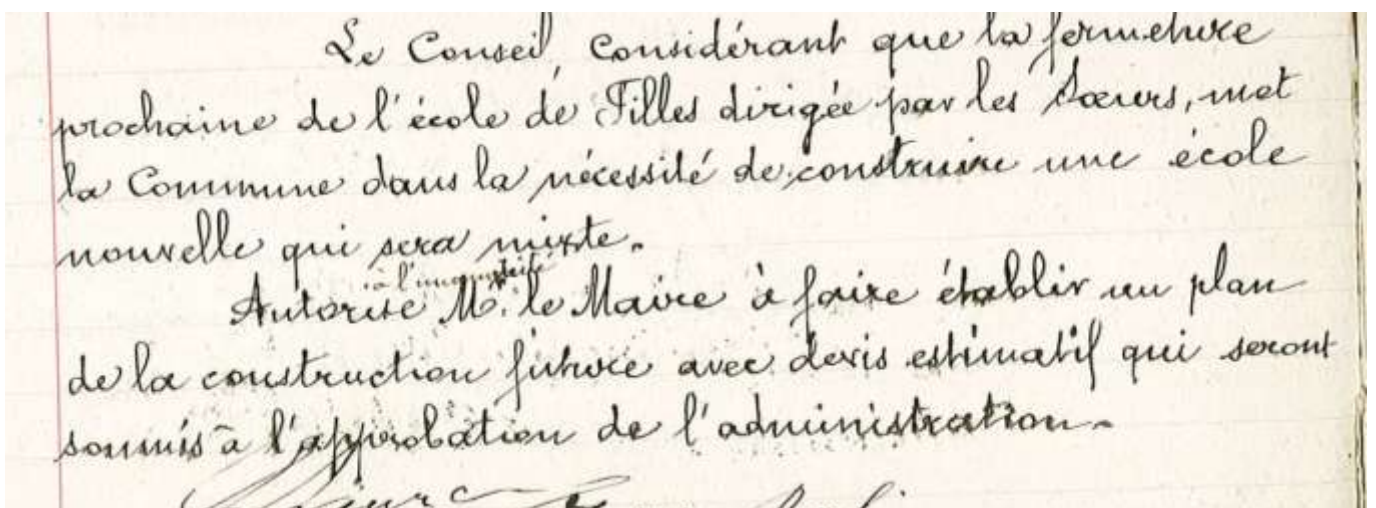 Le Conseil, considérant que la fermeture
prochaine de l'école de Filles dirigée par les Sœurs, met
la Commune dans la nécessité de construire une école
nouvelle qui sera mixte.
à l'unanimité
Autorise M. le Maire à faire établir un plan
de la construction future avec devis estimatif qui seront
soumis à l'approbation de l'administration.